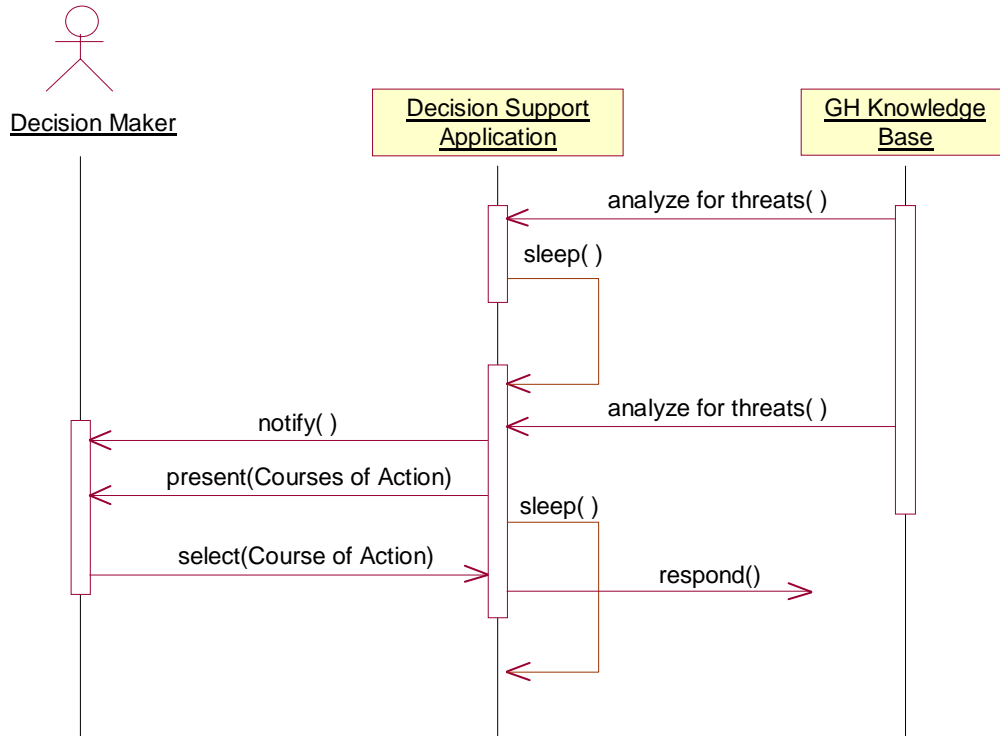 Decision Maker
Decision Support
Application
GH Knowledge
Base
analyze for threats( )
sleep( )
analyze for threats( )
notify( )
present(Courses of Action)
sleep( )
select(Course of Action)
respond()